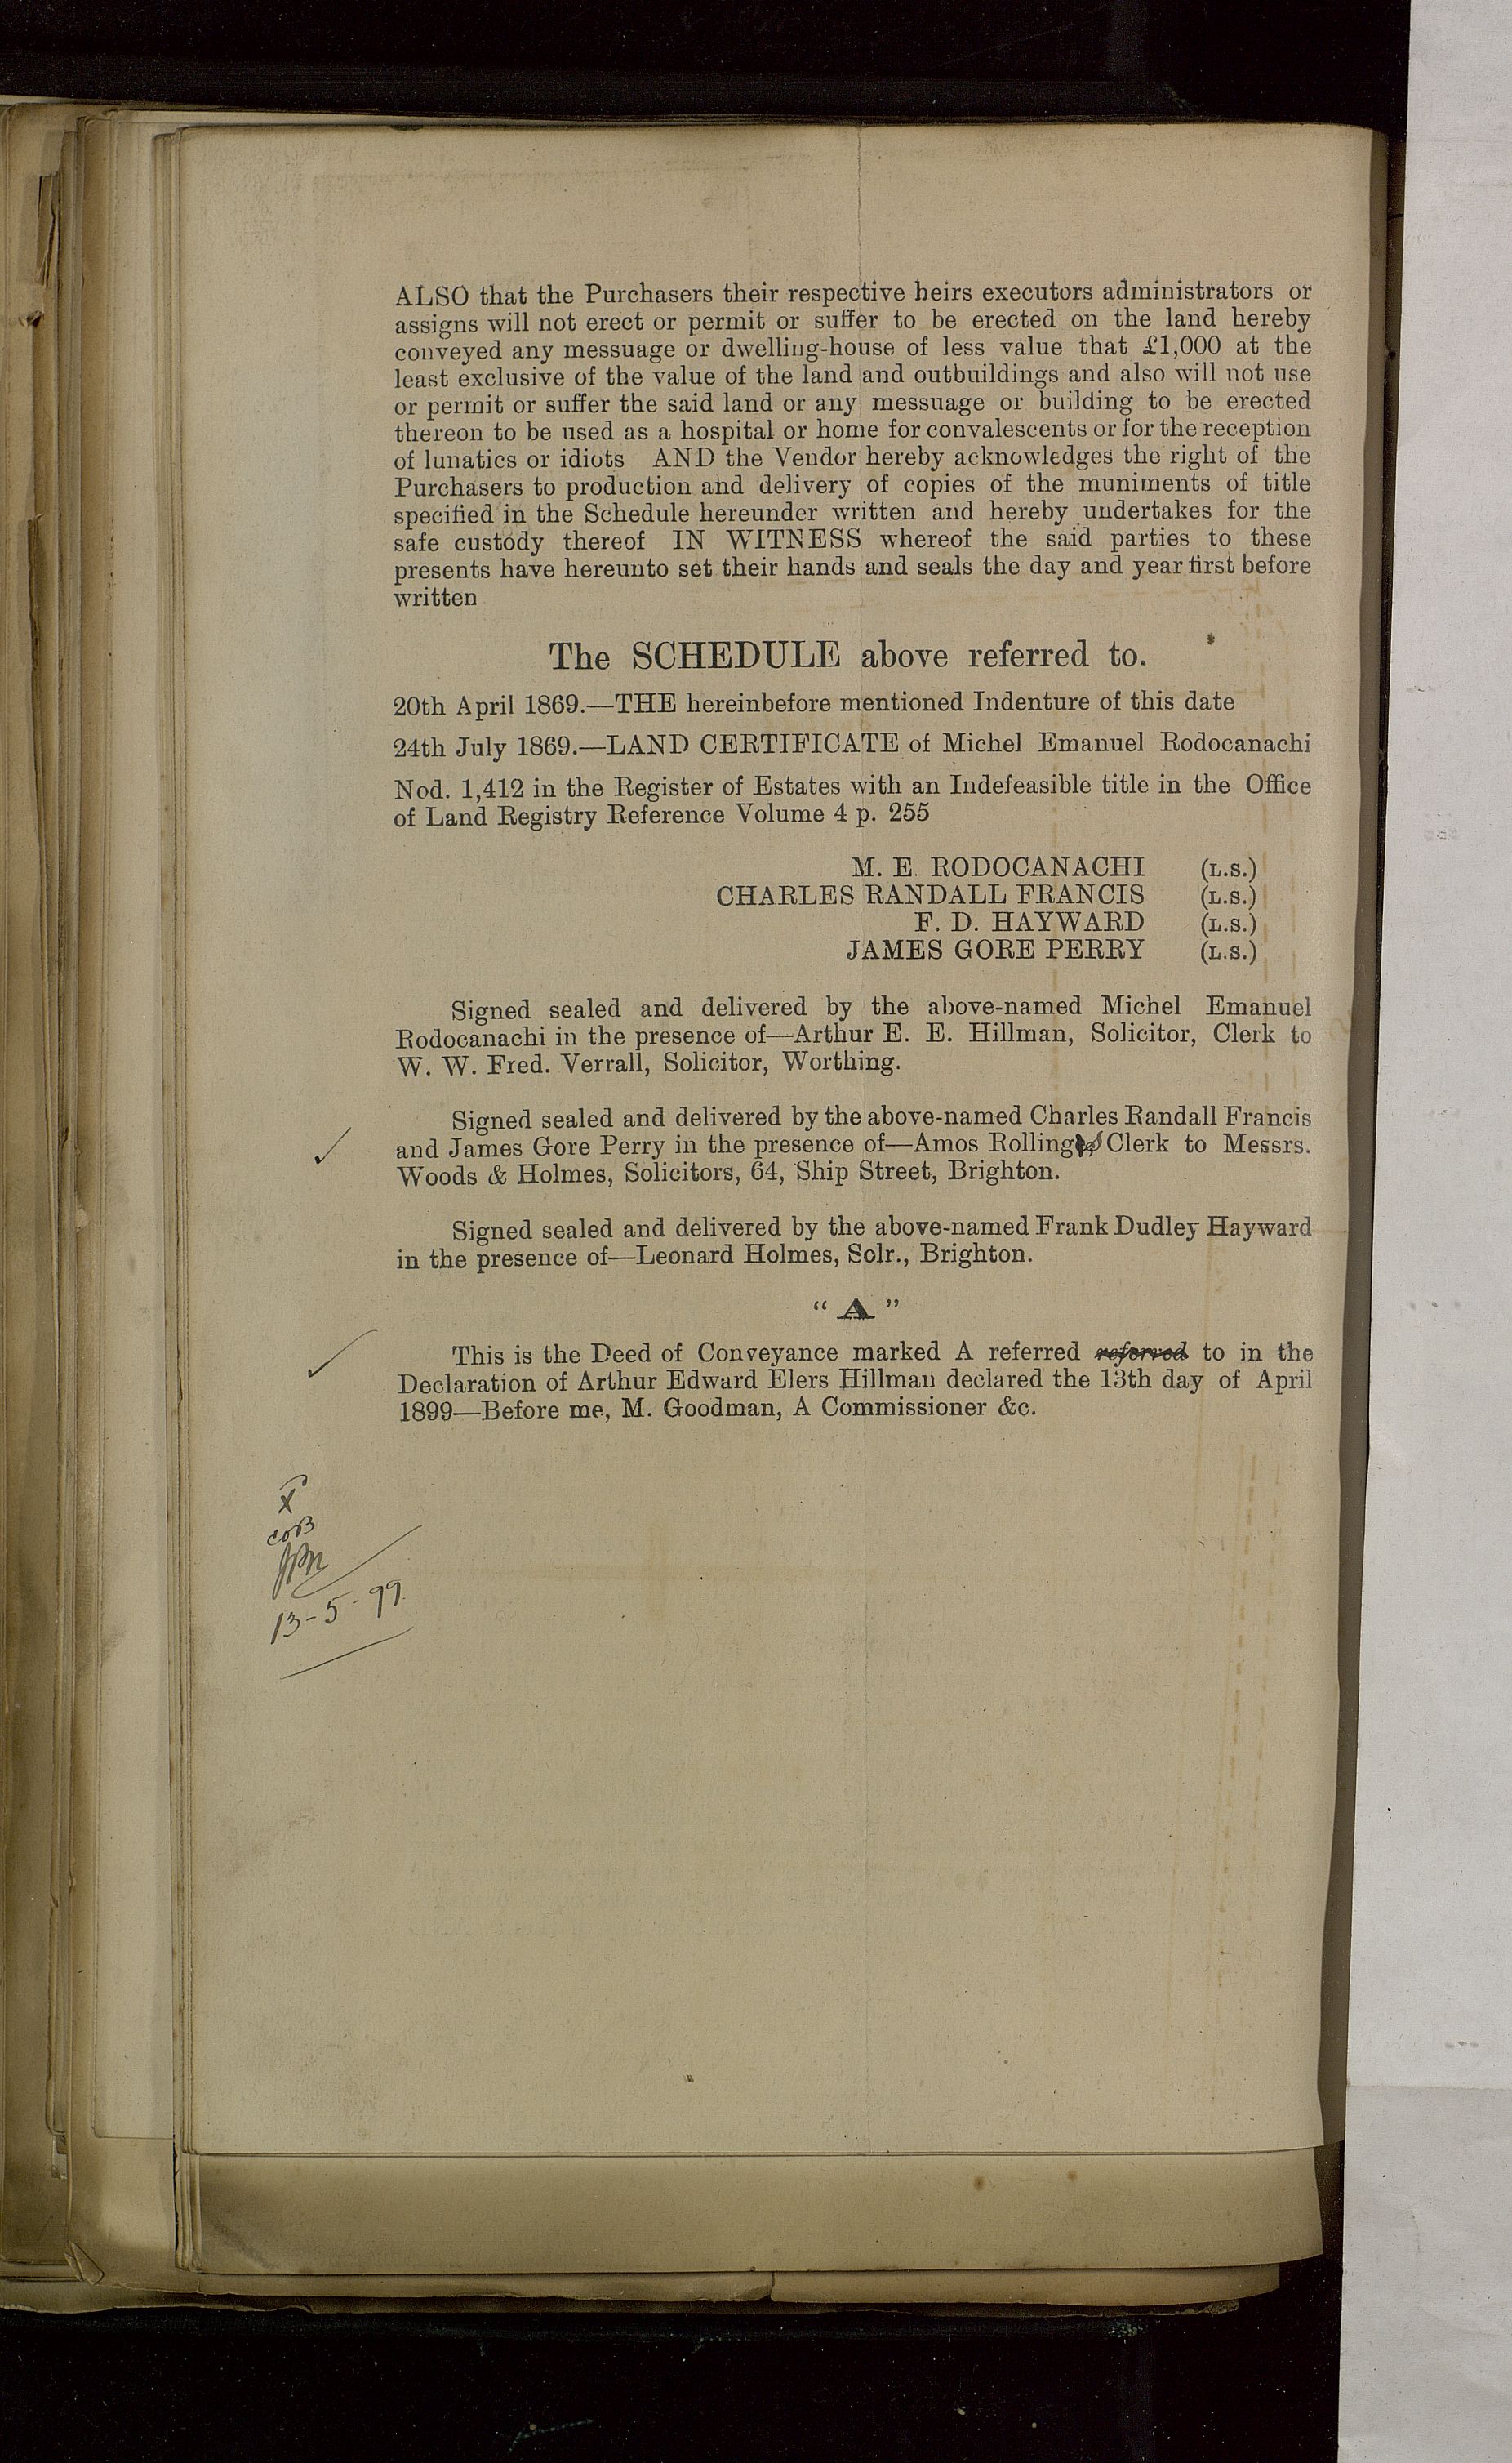 ALSO that the Purchasers their respective heirs executors administrators or
assigns will not erect or permit or suffer to be erected on the land hereby
conveyed any messuage or dwelling-house of less value that £1,000 at the
least exclusive of the value of the land and outbuildings and also will not use
or permit or suffer the said land or any messuage or building to be erected
thereon to be used as a hospital or home for convalescents or for the reception
of lunatics or idiots AND the Vendor hereby acknowledges the right of the
Purchasers to production and delivery of copies of the muniments of title
specified in the Schedule hereunder written and hereby undertakes for the
safe custody thereof IN WITNESS whereof the said parties to these
presents have hereunto set their hands and seals the day and year first before
written
The SCHEDULE above referred to.
20th April 1869.—THE hereinbefore mentioned Indenture of this date
24th July 1869.—LAND CERTIFICATE of Michel Emanuel Rodocanachi
Nod. 1,412 in the Register of Estates with an Indefeasible title in the Office
of Land Registry Reference Volume 4 p. 255
M. E. RODOCANACHI (L.S.)
CHARLES RANDALL FRANCIS (L.S.)
F. D. HAYWARD (L.S.)
JAMES GORE PERRY (L.S.)
Signed sealed and delivered by the above-named Michel Emanuel
Rodocanachi in the presence of—Arthur E. E. Hillman, Solicitor, Clerk to
W. W. Fred. Verrall, Solicitor, Worthing.
Signed sealed and delivered by the above-named Charles Randall Francis
and James Gore Perry in the presence of—Amos Clerk to Messrs.
Woods & Holmes, Solicitors, 64, Ship Street, Brighton.
Signed sealed and delivered by the above-named Frank Dudley Hayward
in the presence of—Leonard Holmes, Solr., Brighton.
“ A ”
This is the Deed of Conveyance marked A referred referred to in the
Declaration of Arthur Edward Elers Hillman declared the 13th day of April
1899—Before me, M. Goodman, A Commissioner &c.
X
13-5-99.